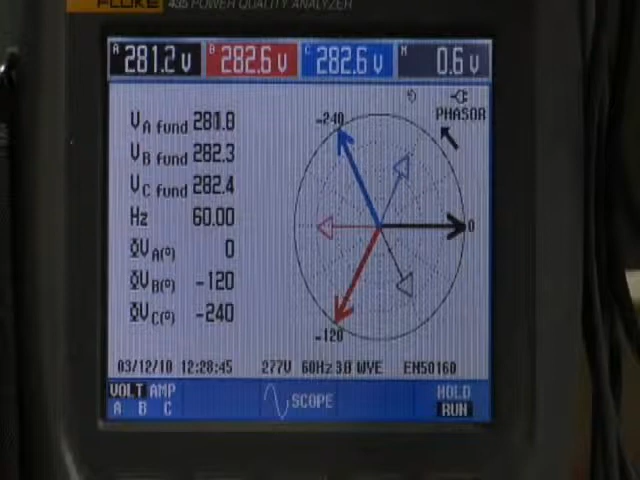 FLUKE 435 POWER QUALITY ANALYZER
A 281.2 V B 282.6 V C 282.6 V N 0.6 V
PHASOR
-240
0
-120
VA fund 281.8
VB fund 282.3
VC fund 282.4
Hz 60.00
ΦVA(°) 0
ΦVB(°) -120
ΦVC(°) -240
03/12/10 12:28:45 277V 60Hz 3Ø WYE EN50160
VOLT AMP
A B C
SCOPE
HOLD
RUN